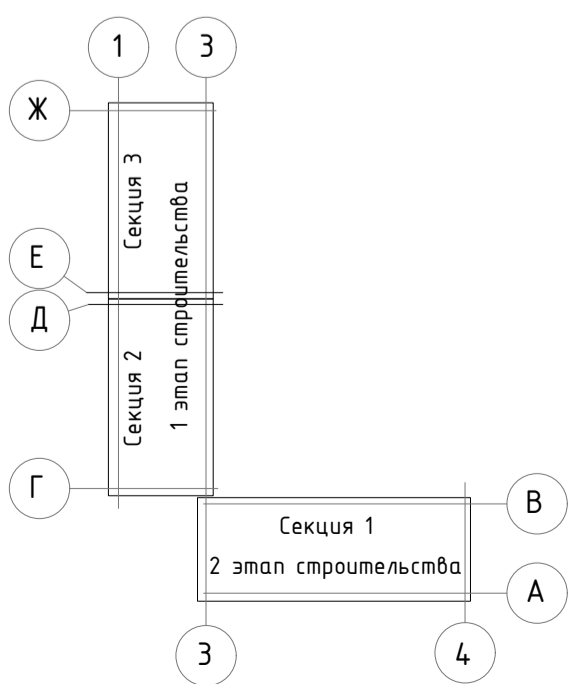 1
3
Ж
Секция 3
Е
Д
1 этап строительства
Секция 2
Г
В
Секция 1
2 этап строительства
А
3
4